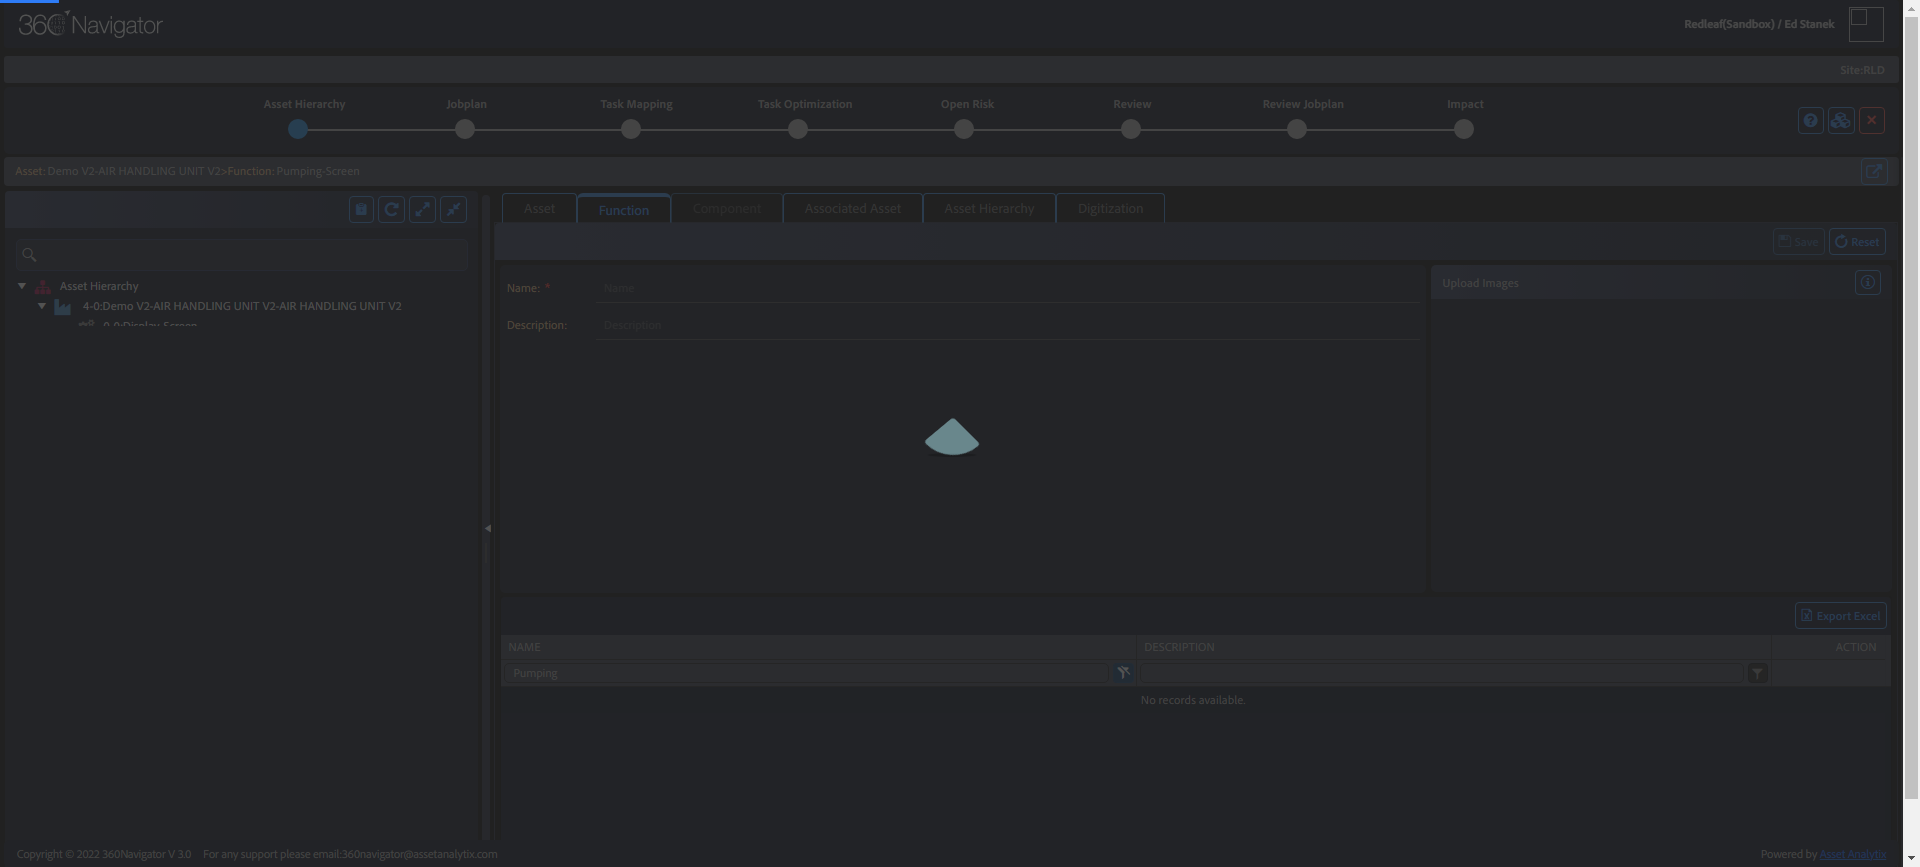 360 Navigator
Redleaf(Sandbox) / Ed Stanek
Site:RLD
Asset Hierarchy
Jobplan
Task Mapping
Task Optimization
Open Risk
Review
Review Jobplan
Impact
Asset: Demo V2-AIR HANDLING UNIT V2>Function: Pumping-Screen
Asset
Function
Component
Associated Asset
Asset Hierarchy
Digitization
Save
Reset
Asset Hierarchy
4-0:Demo V2-AIR HANDLING UNIT V2-AIR HANDLING UNIT V2
0-0:Display-Screen
Name: *
Name
Description:
Description
Upload Images
Export Excel
NAME
DESCRIPTION
ACTION
Pumping
No records available.
Copyright © 2022 360Navigator V 3.0
For any support please email:360navigator@assetanalytix.com
Powered by Asset Analytix